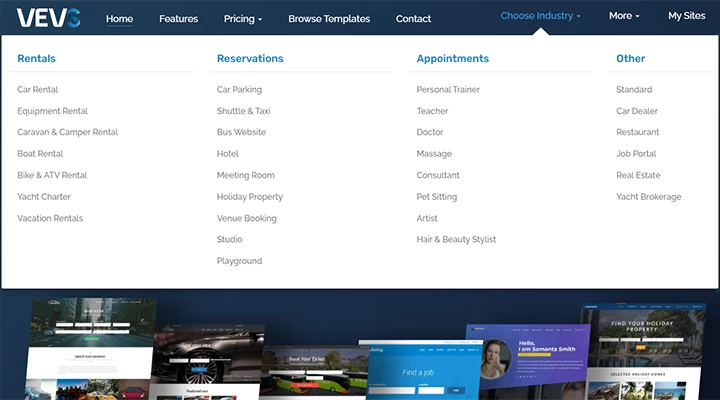 VEVS
Home
Features
Pricing
Browse Templates
Contact
Choose Industry
More
My Sites
Rentals
Car Rental
Equipment Rental
Caravan & Camper Rental
Boat Rental
Bike & ATV Rental
Yacht Charter
Vacation Rentals
Reservations
Car Parking
Shuttle & Taxi
Bus Website
Hotel
Meeting Room
Holiday Property
Venue Booking
Studio
Playground
Appointments
Personal Trainer
Teacher
Doctor
Massage
Consultant
Pet Sitting
Artist
Hair & Beauty Stylist
Other
Standard
Car Dealer
Restaurant
Job Portal
Real Estate
Yacht Brokerage
ABOUT OUR COMPANY
Book Your Ticket
Find a job
Hello,
I am Samanta Smith
FIND YOUR HOLIDAY
PROPERTY
SELECTED HOLIDAY HOMES